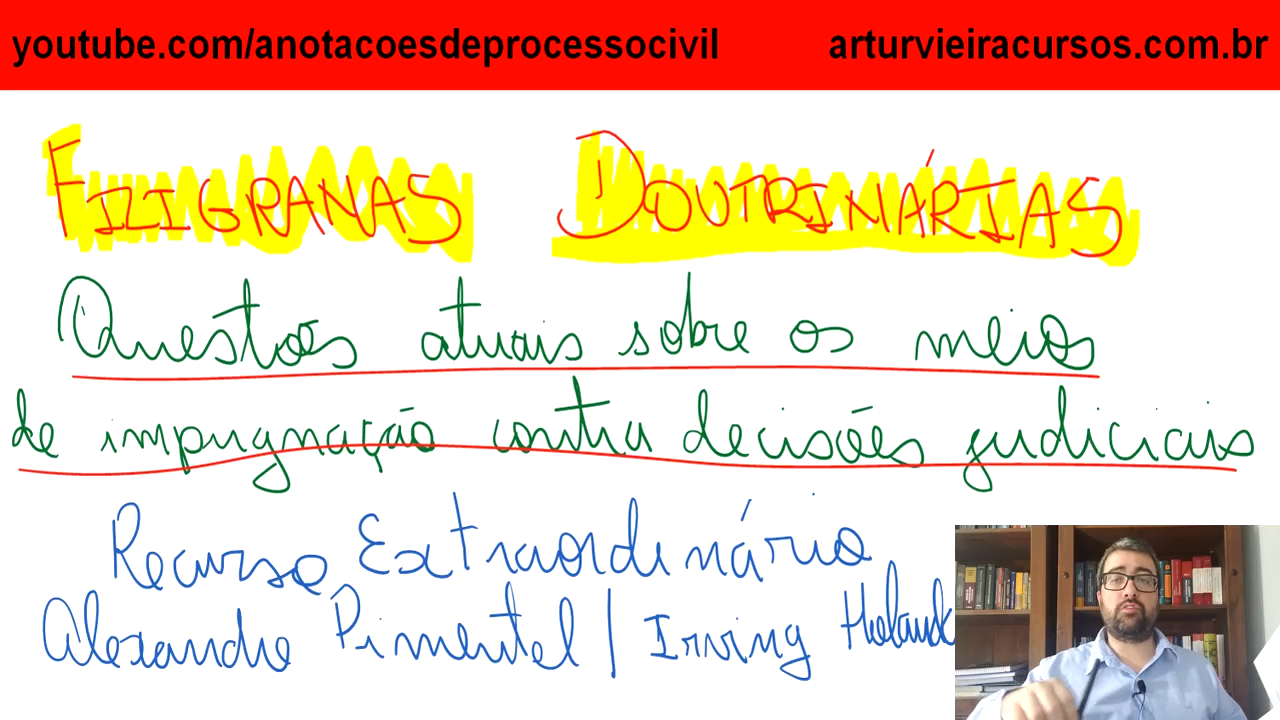 youtube.com/anotacoesdeprocessocivil arturvieiracursos.com.br
FILIGRANAS DOUTRINÁRIAS
Questões atuais sobre os meios
de impugnação contra decisões judiciais
Recurso Extraordinário
Alexandre Pimentel / Irving